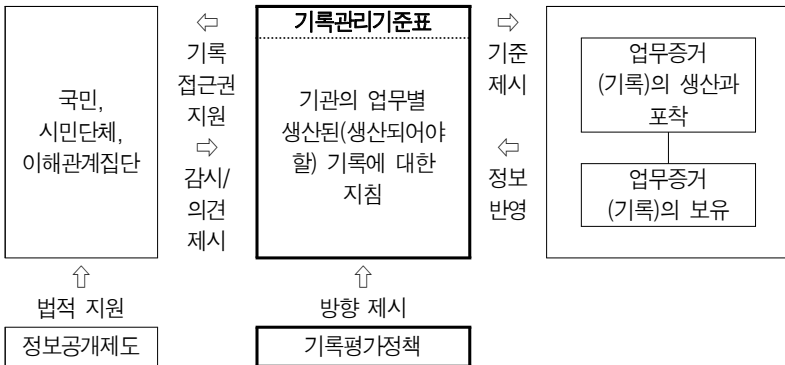 국민,
시민단체,
이해관계집단
⇦
기록
접근권
지원
⇨
감시/
의견
제시
기록관리기준표
기관의 업무별
생산된(생산되어야
할) 기록에 대한
지침
⇨
기준
제시
⇦
정보
반영
업무증거
(기록)의 생산과
포착
업무증거
(기록)의 보유
⇧
법적 지원
정보공개제도
⇧
방향 제시
기록평가정책